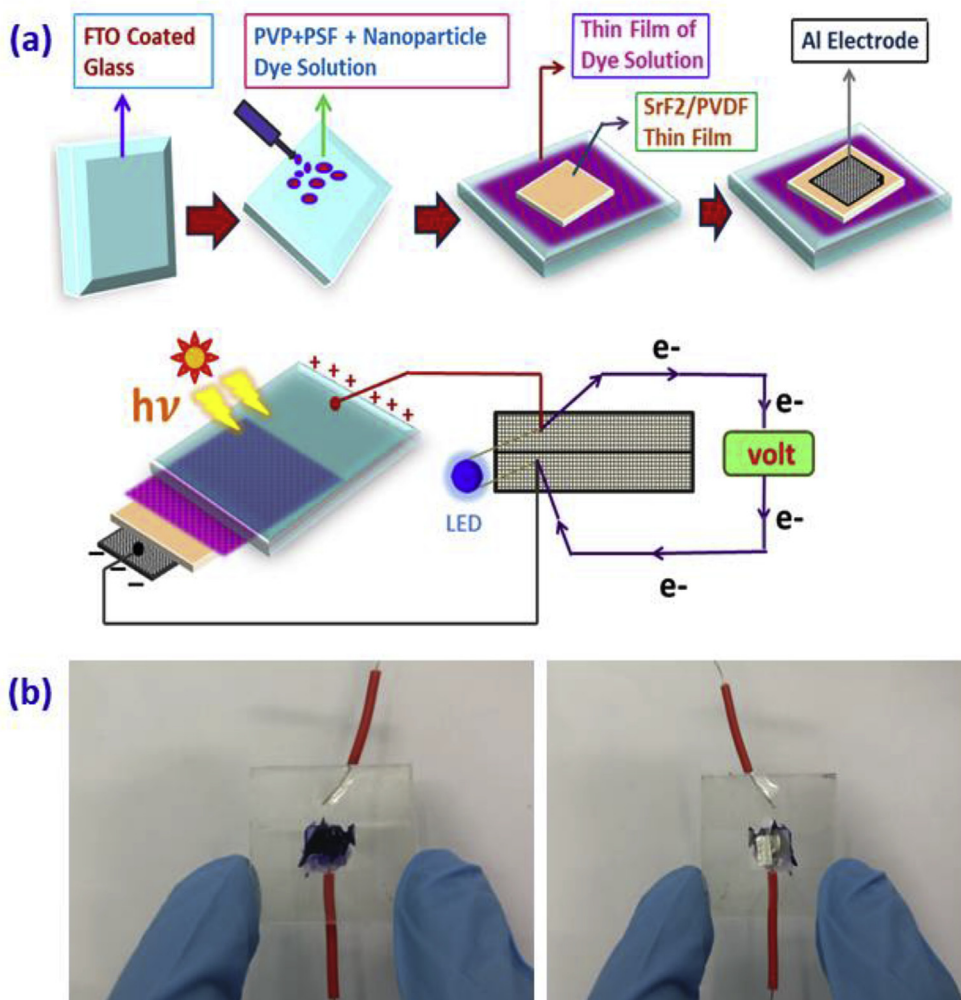 (a)
FTO Coated
Glass
PVP+PSF + Nanoparticle
Dye Solution
Thin Film of
Dye Solution
SrF2/PVDF
Thin Film
Al Electrode
hν
+ + + + + + +
e-
e-
volt
LED
e-
e-
− − −
(b)